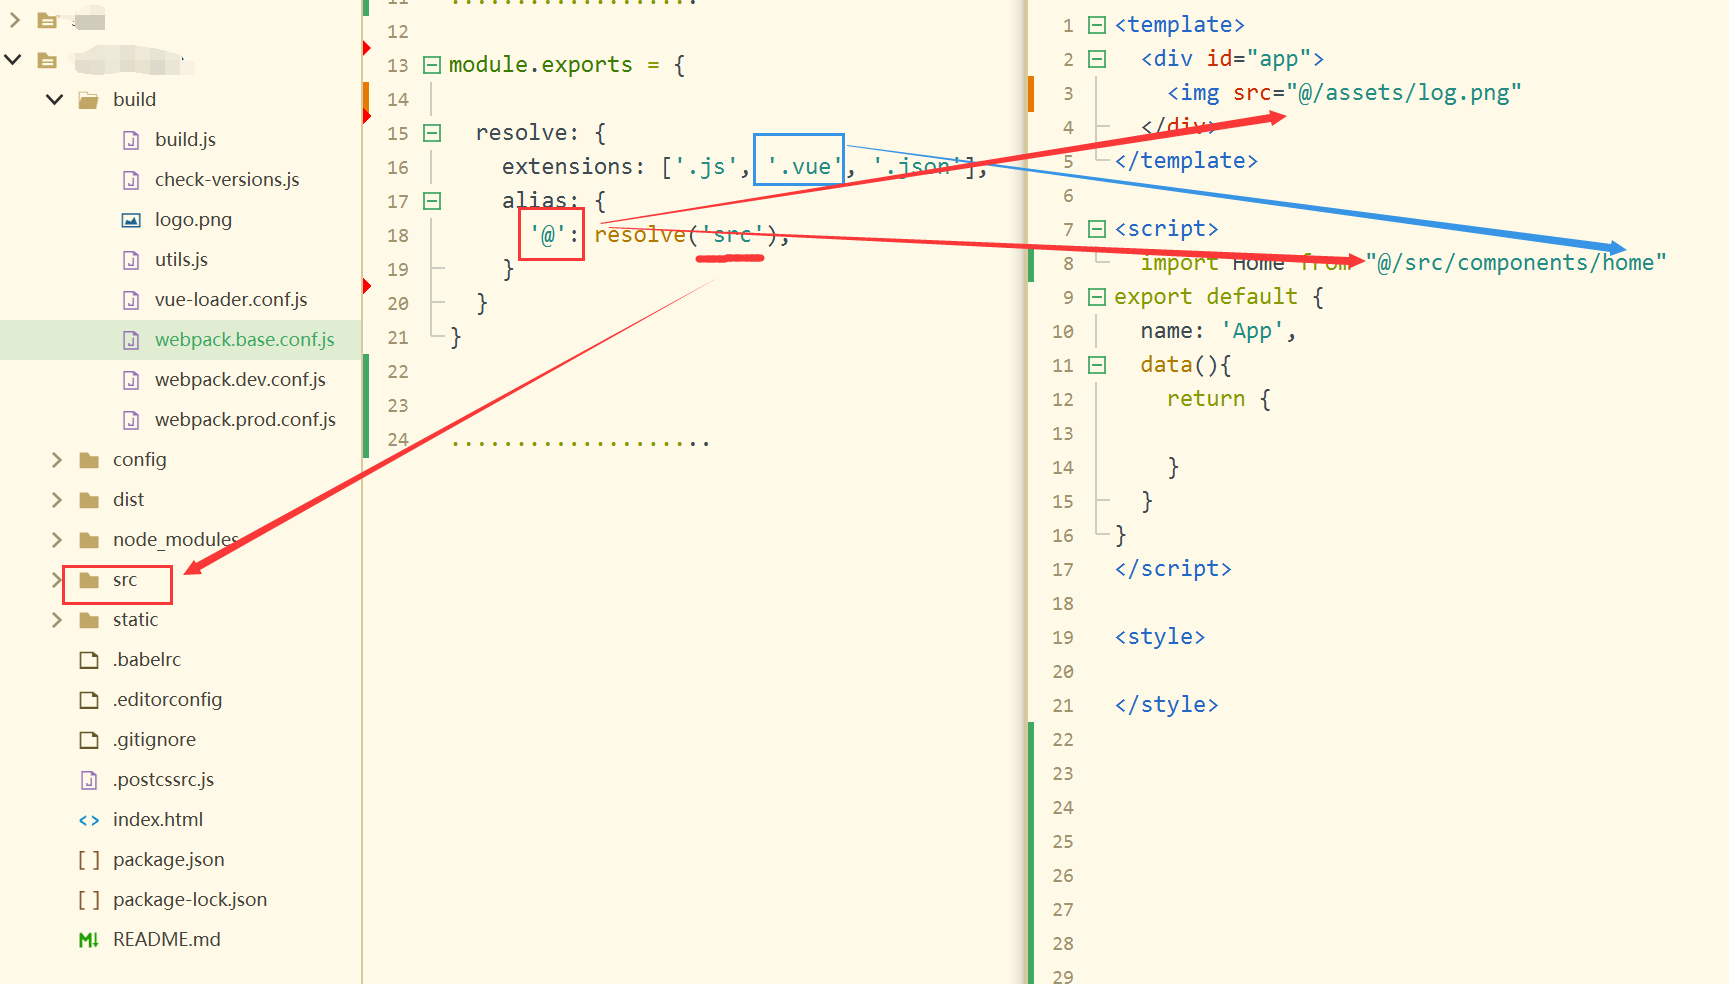 build
build.js
check-versions.js
logo.png
utils.js
vue-loader.conf.js
webpack.base.conf.js
webpack.dev.conf.js
webpack.prod.conf.js
config
dist
node_modules
src
static
.babelrc
.editorconfig
.gitignore
.postcssrc.js
index.html
package.json
package-lock.json
README.md
11 ...................
12
13 module.exports = {
14
15 resolve: {
16 extensions: ['.js', '.vue', '.json'],
17 alias: {
18 '@': resolve('src'),
19 }
20 }
21 }
22
23
24 ....................
1 <template>
2 <div id="app">
3 <img src="@/assets/log.png"
4 </div>
5 </template>
6
7 <script>
8 import Home from "@/src/components/home"
9 export default {
10 name: 'App',
11 data(){
12 return {
13
14 }
15 }
16 }
17 </script>
18
19 <style>
20
21 </style>
22
23
24
25
26
27
28
29